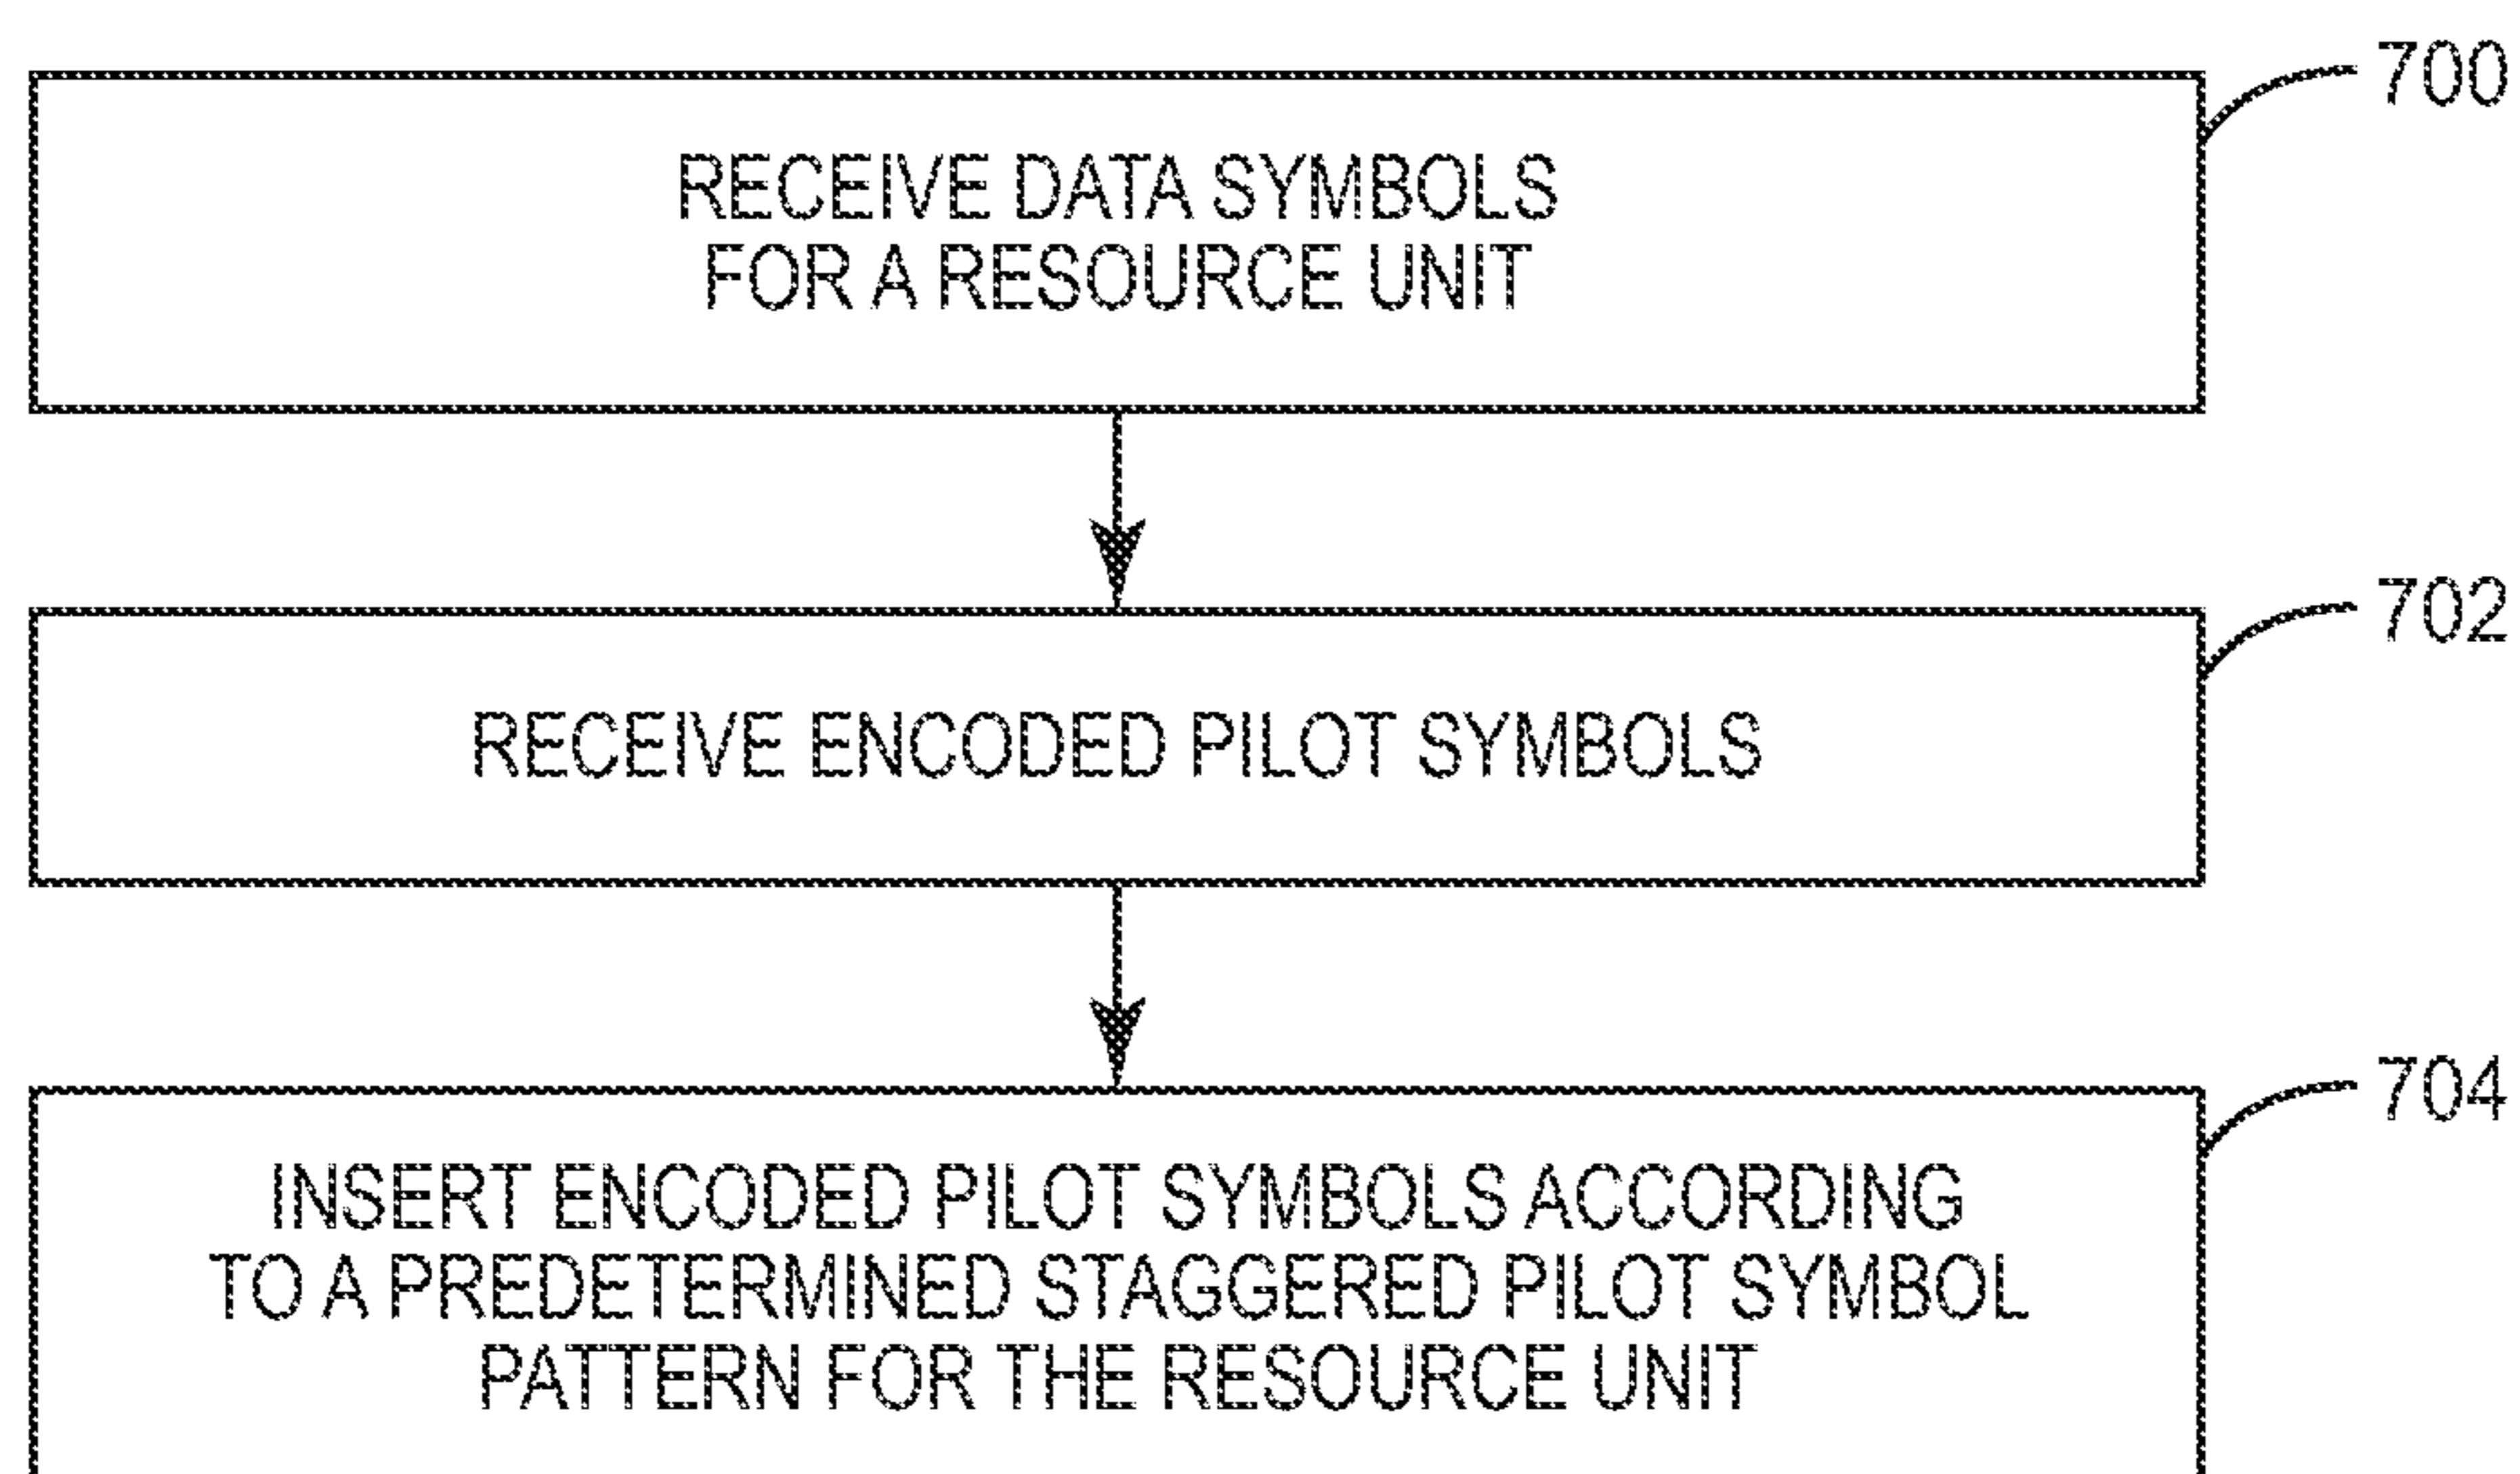 700
RECEIVE DATA SYMBOLS
FOR A RESOURCE UNIT
702
RECEIVE ENCODED PILOT SYMBOLS
704
INSERT ENCODED PILOT SYMBOLS ACCORDING
TO A PREDETERMINED STAGGERED PILOT SYMBOL
PATTERN FOR THE RESOURCE UNIT